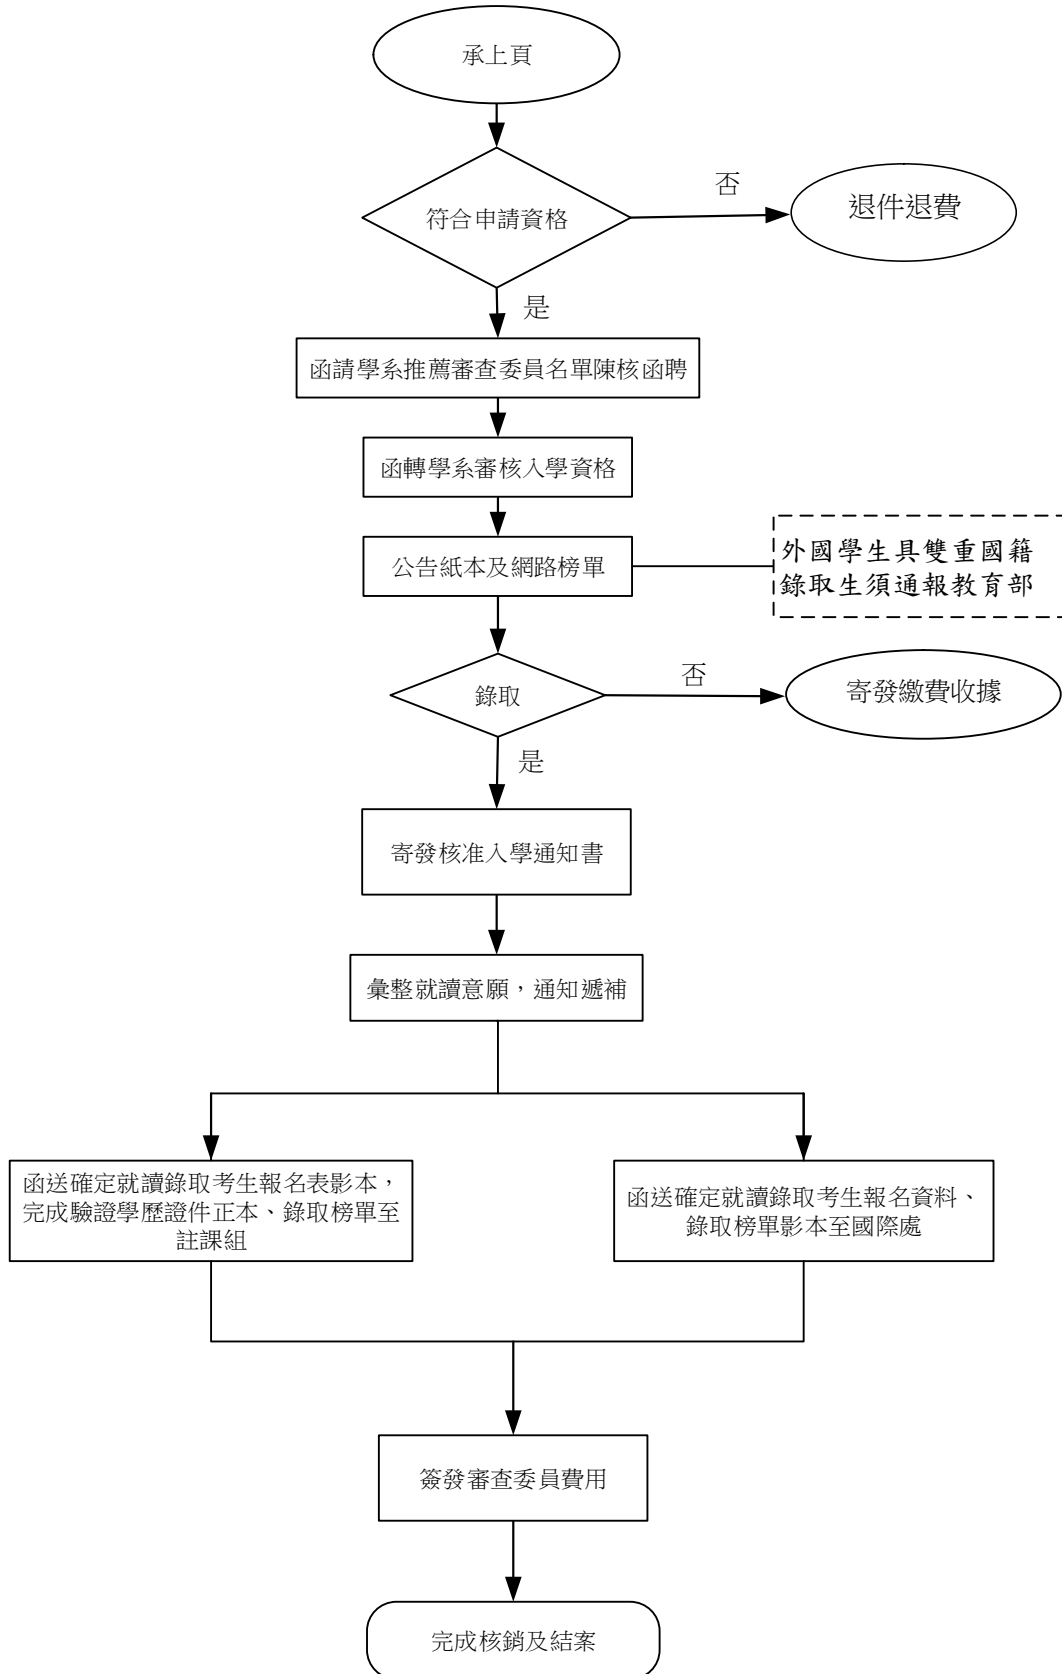 承上頁
符合申請資格
否
退件退費
是
函請學系推薦審查委員名單陳核函聘
函轉學系審核入學資格
公告紙本及網路榜單
外國學生具雙重國籍
錄取生須通報教育部
錄取
否
寄發繳費收據
是
寄發核准入學通知書
彙整就讀意願，通知遞補
函送確定就讀錄取考生報名表影本，
完成驗證學歷證件正本、錄取榜單至
註課組
函送確定就讀錄取考生報名資料、
錄取榜單影本至國際處
簽發審查委員費用
完成核銷及結案